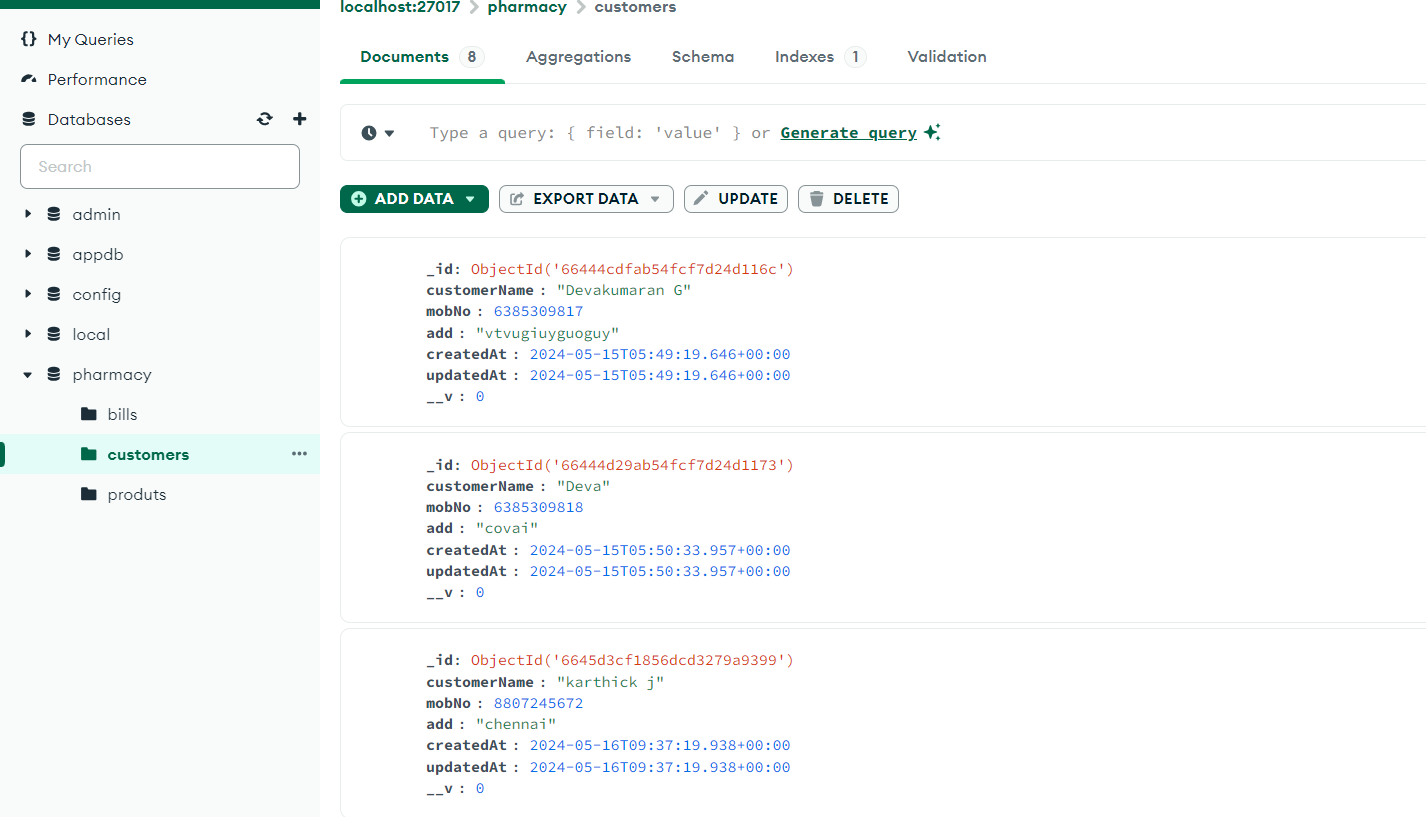 localhost:27017 > pharmacy > customers
{} My Queries
Performance
Databases
Search
admin
appdb
config
local
pharmacy
bills
customers
produts
Documents 8 Aggregations Schema Indexes 1 Validation
Type a query: { field: 'value' } or Generate query
ADD DATA EXPORT DATA UPDATE DELETE
_id: ObjectId('66444cdfab54fcf7d24d116c')
customerName : "Devakumaran G"
mobNo : 6385309817
add : "vtvugiuyguoguy"
createdAt : 2024-05-15T05:49:19.646+00:00
updatedAt : 2024-05-15T05:49:19.646+00:00
__v : 0
_id: ObjectId('66444d29ab54fcf7d24d1173')
customerName : "Deva"
mobNo : 6385309818
add : "covai"
createdAt : 2024-05-15T05:50:33.957+00:00
updatedAt : 2024-05-15T05:50:33.957+00:00
__v : 0
_id: ObjectId('6645d3cf1856dcd3279a9399')
customerName : "karthick j"
mobNo : 8807245672
add : "chennai"
createdAt : 2024-05-16T09:37:19.938+00:00
updatedAt : 2024-05-16T09:37:19.938+00:00
__v : 0